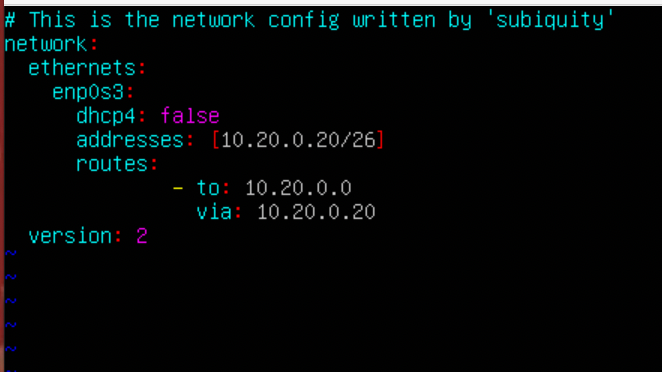 # This is the network config written by 'subiquity'
network:
  ethernets:
    enp0s3:
      dhcp4: false
      addresses: [10.20.0.20/26]
      routes:
              - to: 10.20.0.0
                via: 10.20.0.20
  version: 2
~
~
~
~
~
~